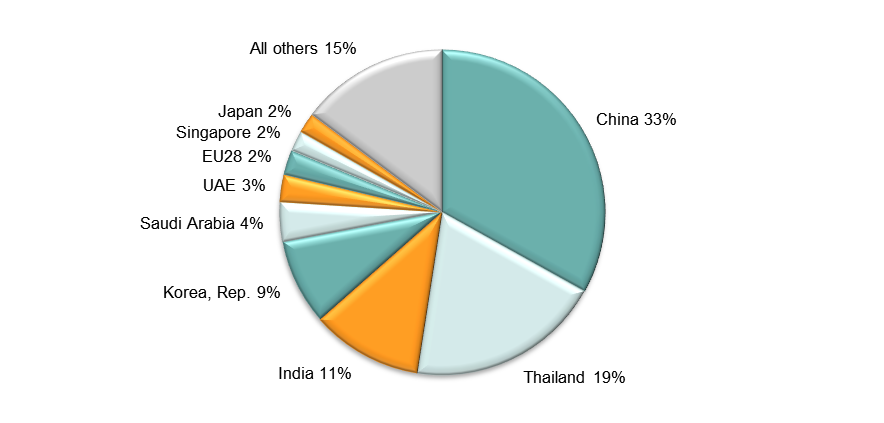 All others 15%
China 33%
Japan 2%
Singapore 2%
EU28 2%
UAE 3%
Saudi Arabia 4%
Korea, Rep. 9%
India 11%
Thailand 19%